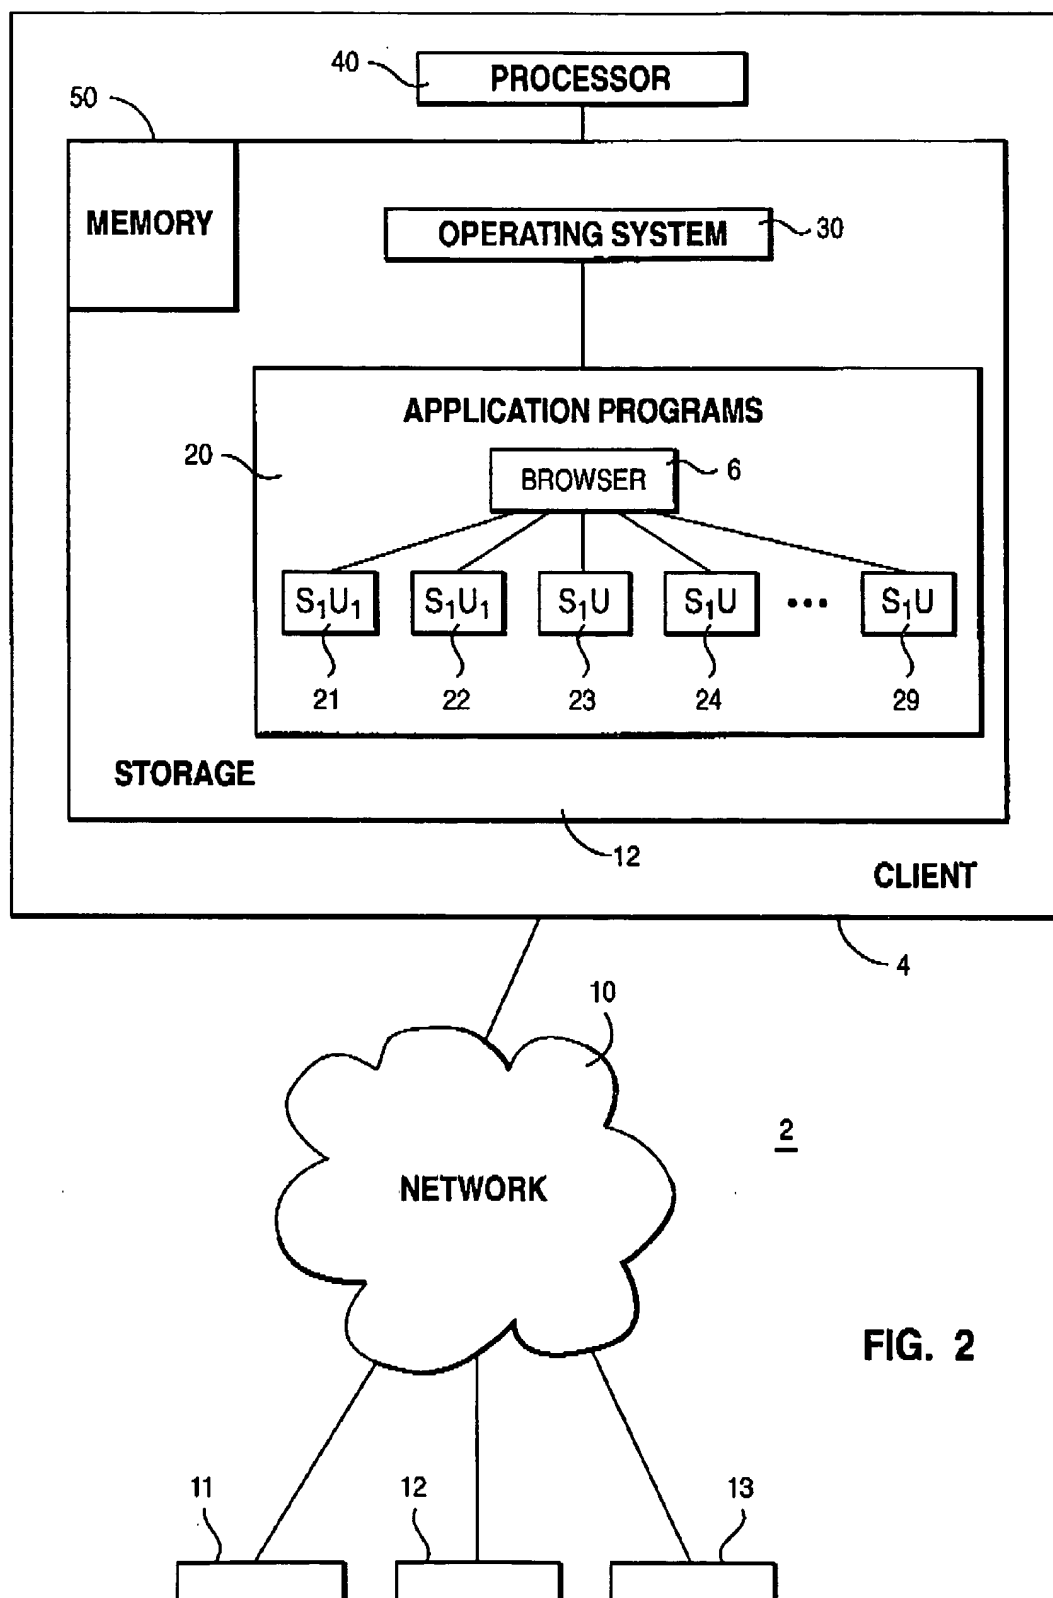 40
PROCESSOR
50
MEMORY
OPERATING SYSTEM
30
APPLICATION PROGRAMS
20
BROWSER
6
S₁U₁ S₁U₁ S₁U S₁U ••• S₁U
21 22 23 24 29
STORAGE
12
CLIENT
4
10
NETWORK
2
FIG. 2
11 12 13